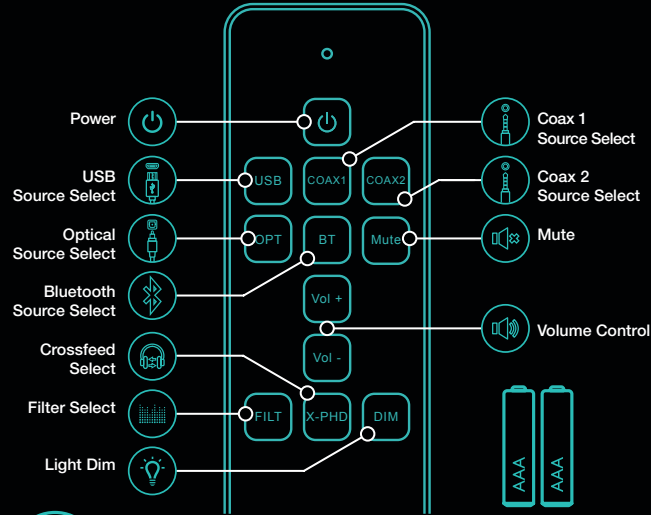 Power
USB
Source Select
Optical
Source Select
Bluetooth
Source Select
Crossfeed
Select
Filter Select
Light Dim
USB
COAX1
COAX2
OPT
BT
Mute
Vol +
Vol -
FILT
X-PHD
DIM
Coax 1
Source Select
Coax 2
Source Select
Mute
Volume Control
AAA
AAA